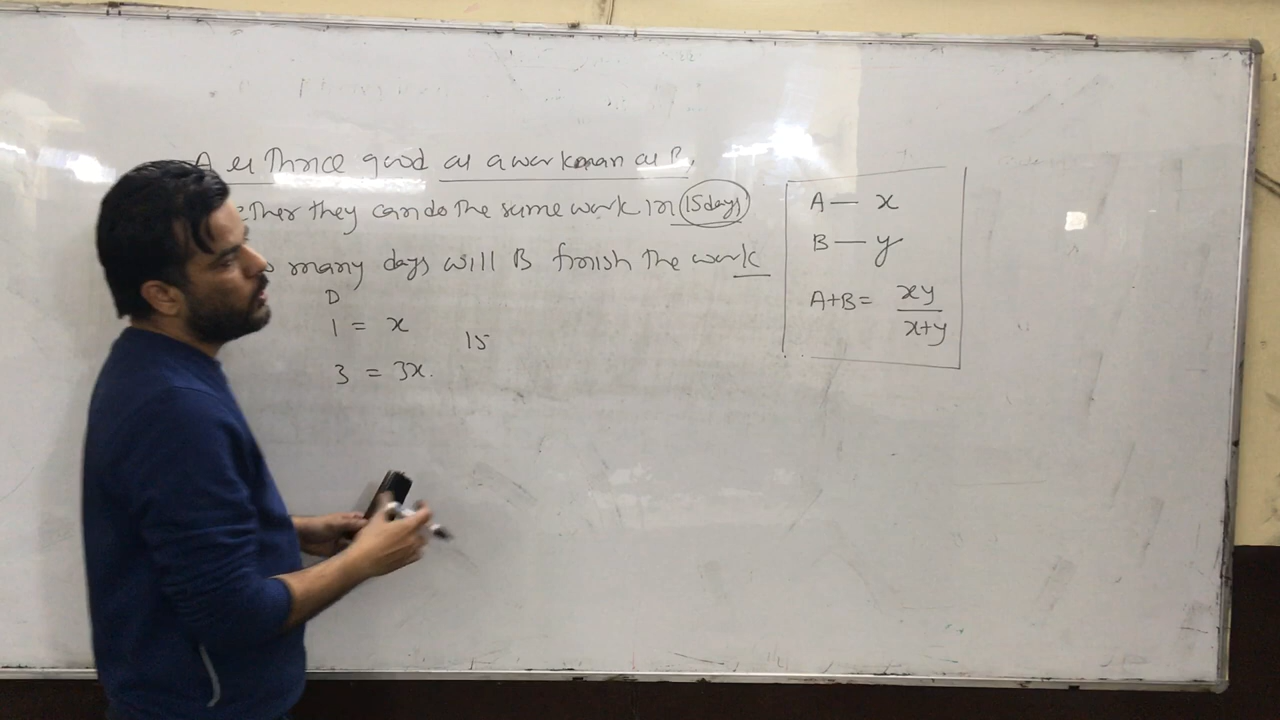 A is Thrice good as a workman as B.
ether they can do the same work in 15 days
many days will B finish the work
D
1 = x
15
3 = 3x.
A — x
B — y
A+B = xy
x+y